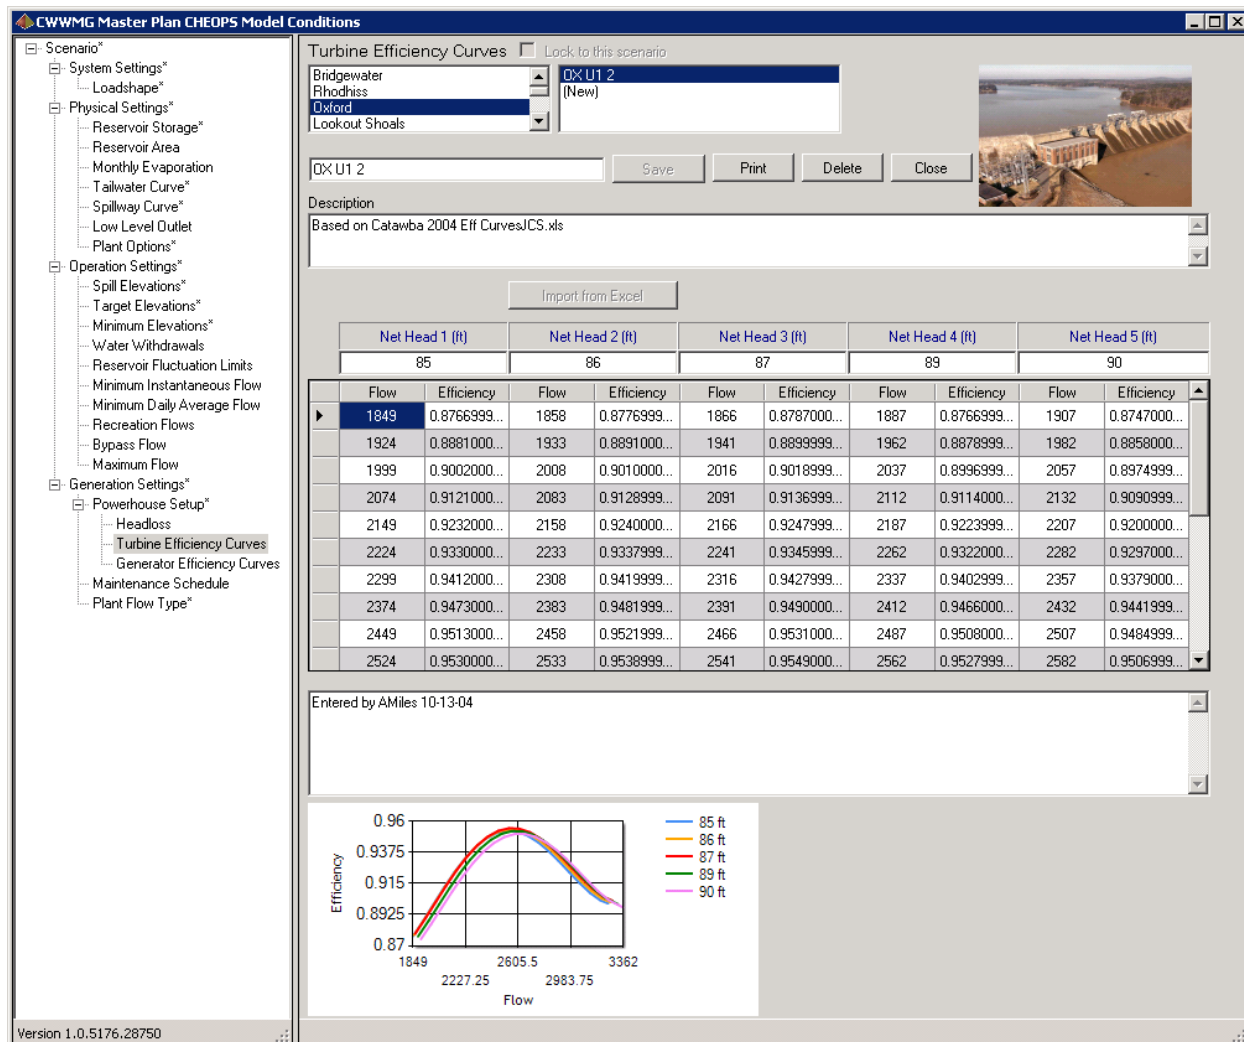 CWWMG Master Plan CHEOPS Model Conditions
Scenario*
System Settings*
Loadshape*
Physical Settings*
Reservoir Storage*
Reservoir Area
Monthly Evaporation
Tailwater Curve*
Spillway Curve*
Low Level Outlet
Plant Options*
Operation Settings*
Spill Elevations*
Target Elevations*
Minimum Elevations*
Water Withdrawals
Reservoir Fluctuation Limits
Minimum Instantaneous Flow
Minimum Daily Average Flow
Recreation Flows
Bypass Flow
Maximum Flow
Generation Settings*
Powerhouse Setup*
Headloss
Turbine Efficiency Curves
Generator Efficiency Curves
Maintenance Schedule
Plant Flow Type*
Version 1.0.5176.28750
Turbine Efficiency Curves Lock to this scenario
Bridgewater
Rhodhiss
Oxford
Lookout Shoals
OX U1 2
(New)
OX U1 2 Save Print Delete Close
Description
Based on Catawba 2004 Eff CurvesJCS.xls
Import from Excel
Net Head 1 (ft) Net Head 2 (ft) Net Head 3 (ft) Net Head 4 (ft) Net Head 5 (ft)
85 86 87 89 90
Flow Efficiency Flow Efficiency Flow Efficiency Flow Efficiency Flow Efficiency
1849 0.8766999... 1858 0.8776999... 1866 0.8787000... 1887 0.8766999... 1907 0.8747000...
1924 0.8881000... 1933 0.8891000... 1941 0.8899999... 1962 0.8878999... 1982 0.8858000...
1999 0.9002000... 2008 0.9010000... 2016 0.9018999... 2037 0.8996999... 2057 0.8974999...
2074 0.9121000... 2083 0.9128999... 2091 0.9136999... 2112 0.9114000... 2132 0.9090999...
2149 0.9232000... 2158 0.9240000... 2166 0.9247999... 2187 0.9223999... 2207 0.9200000...
2224 0.9330000... 2233 0.9337999... 2241 0.9345999... 2262 0.9322000... 2282 0.9297000...
2299 0.9412000... 2308 0.9419999... 2316 0.9427999... 2337 0.9402999... 2357 0.9379000...
2374 0.9473000... 2383 0.9481999... 2391 0.9490000... 2412 0.9466000... 2432 0.9441999...
2449 0.9513000... 2458 0.9521999... 2466 0.9531000... 2487 0.9508000... 2507 0.9484999...
2524 0.9530000... 2533 0.9538999... 2541 0.9549000... 2562 0.9527999... 2582 0.9506999...
Entered by AMiles 10-13-04
0.96
0.9375
0.915
0.8925
0.87
Efficiency
1849 2605.5 3362
2227.25 2983.75
Flow
85 ft
86 ft
87 ft
89 ft
90 ft